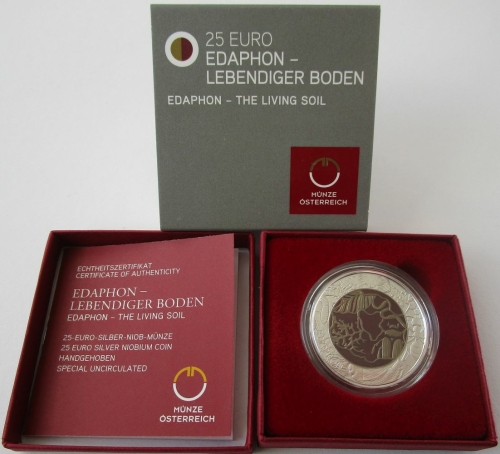 25 EURO
EDAPHON –
LEBENDIGER BODEN
EDAPHON – THE LIVING SOIL
MÜNZE
ÖSTERREICH
ECHTHEITSZERTIFIKAT
CERTIFICATE OF AUTHENTICITY
EDAPHON –
LEBENDIGER BODEN
EDAPHON – THE LIVING SOIL
25-EURO-SILBER-NIOB-MÜNZE
25 EURO SILVER NIOBIUM COIN
HANDGEHOBEN
SPECIAL UNCIRCULATED
MÜNZE
ÖSTERREICH